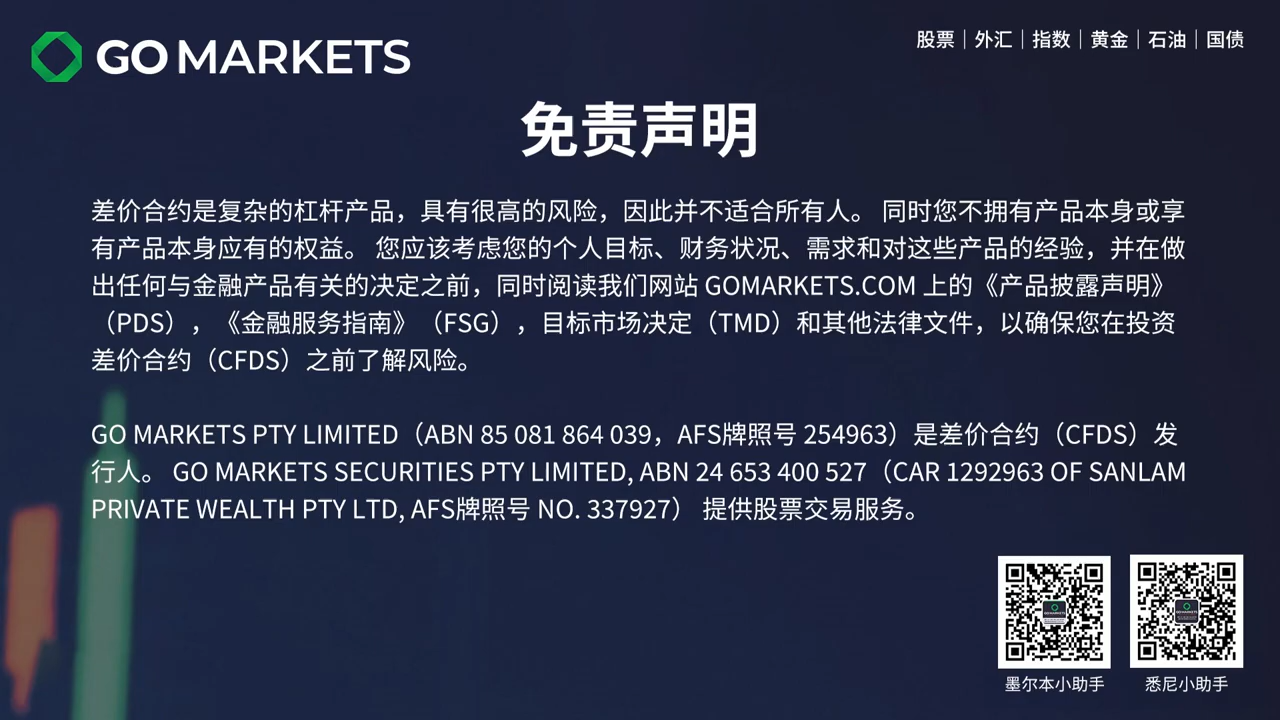 GO MARKETS
股票｜外汇｜指数｜黄金｜石油｜国债
免责声明
差价合约是复杂的杠杆产品，具有很高的风险，因此并不适合所有人。 同时您不拥有产品本身或享
有产品本身应有的权益。 您应该考虑您的个人目标、财务状况、需求和对这些产品的经验，并在做
出任何与金融产品有关的决定之前，同时阅读我们网站 GOMARKETS.COM 上的《产品披露声明》
（PDS），《金融服务指南》（FSG），目标市场决定（TMD）和其他法律文件，以确保您在投资
差价合约（CFDS）之前了解风险。
GO MARKETS PTY LIMITED（ABN 85 081 864 039，AFS牌照号 254963）是差价合约（CFDS）发
行人。 GO MARKETS SECURITIES PTY LIMITED, ABN 24 653 400 527（CAR 1292963 OF SANLAM
PRIVATE WEALTH PTY LTD, AFS牌照号 NO. 337927） 提供股票交易服务。
墨尔本小助手
悉尼小助手